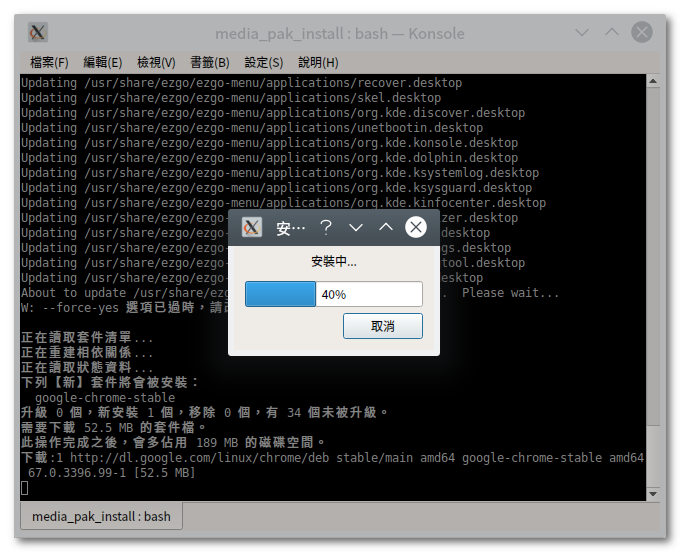 media_pak_install : bash — Konsole
檔案(F) 編輯(E) 檢視(V) 書籤(B) 設定(S) 說明(H)
Updating /usr/share/ezgo/ezgo-menu/applications/recover.desktop
Updating /usr/share/ezgo/ezgo-menu/applications/skel.desktop
Updating /usr/share/ezgo/ezgo-menu/applications/org.kde.discover.desktop
Updating /usr/share/ezgo/ezgo-menu/applications/unetbootin.desktop
Updating /usr/share/ezgo/ezgo-menu/applications/org.kde.konsole.desktop
Updating /usr/share/ezgo/ezgo-menu/applications/org.kde.dolphin.desktop
Updating /usr/share/ezgo/ezgo-menu/applications/org.kde.ksystemlog.desktop
Updating /usr/share/ezgo/ezgo-menu/applications/org.kde.ksysguard.desktop
Updating /usr/share/ezgo/ezgo-menu/applications/org.kde.kinfocenter.desktop
Updating /usr/share/ezgo/ezgo- zer.desktop
Updating /usr/share/ezgo/ezgo- desktop
Updating /usr/share/ezgo/ezgo- gs.desktop
Updating /usr/share/ezgo/ezgo- tool.desktop
Updating /usr/share/ezgo/ezgo- esktop
About to update /usr/share/ez . Please wait...
W: --force-yes 選項已過時，請
安…
安裝中...
40%
取消
正在讀取套件清單...
正在重建相依關係...
正在讀取狀態資料...
下列【新】套件將會被安裝：
google-chrome-stable
升級 0 個，新安裝 1 個，移除 0 個，有 34 個未被升級。
需要下載 52.5 MB 的套件檔。
此操作完成之後，會多佔用 189 MB 的磁碟空間。
下載:1 http://dl.google.com/linux/chrome/deb stable/main amd64 google-chrome-stable amd64
67.0.3396.99-1 [52.5 MB]
media_pak_install : bash